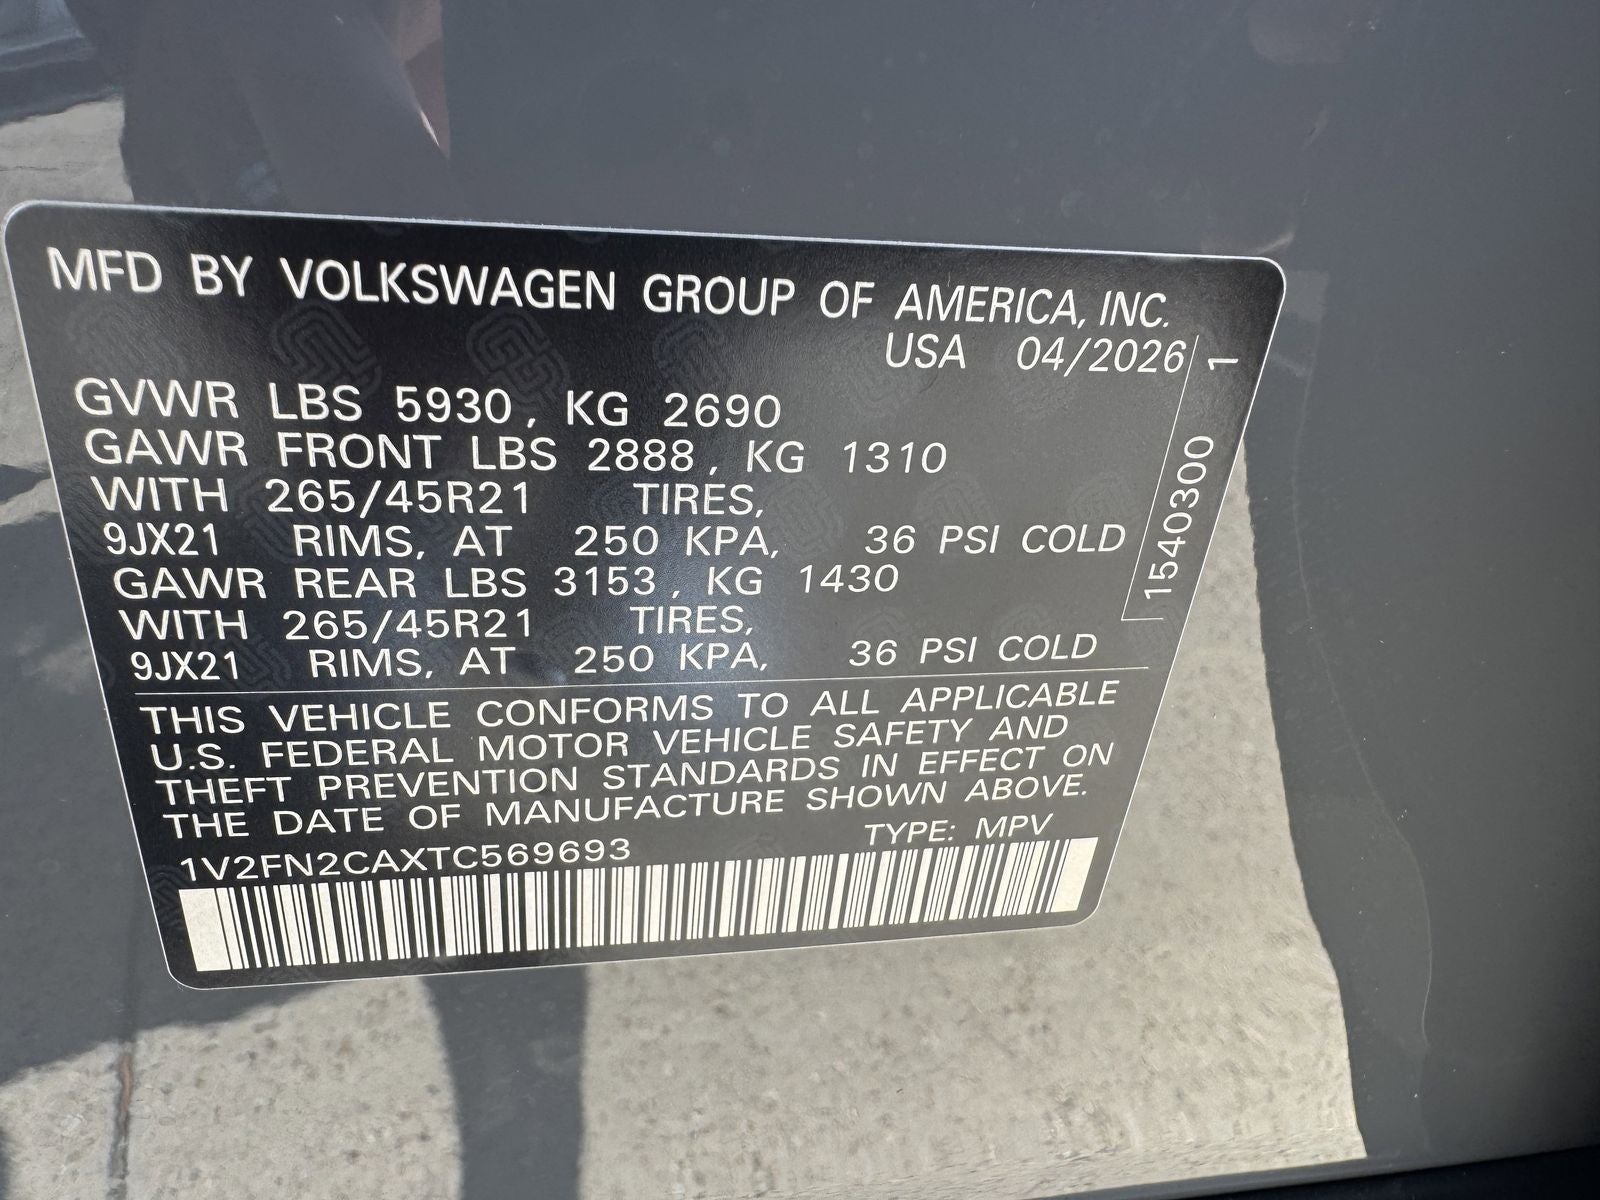 MFD BY VOLKSWAGEN GROUP OF AMERICA, INC.
USA 04/2026
GVWR LBS 5930, KG 2690
GAWR FRONT LBS 2888, KG 1310
WITH 265/45R21 TIRES,
9JX21 RIMS, AT 250 KPA, 36 PSI COLD
GAWR REAR LBS 3153, KG 1430
WITH 265/45R21 TIRES,
9JX21 RIMS, AT 250 KPA, 36 PSI COLD
THIS VEHICLE CONFORMS TO ALL APPLICABLE
U.S. FEDERAL MOTOR VEHICLE SAFETY AND
THEFT PREVENTION STANDARDS IN EFFECT ON
THE DATE OF MANUFACTURE SHOWN ABOVE.
1V2FN2CAXTC569693 TYPE: MPV
1540300 1